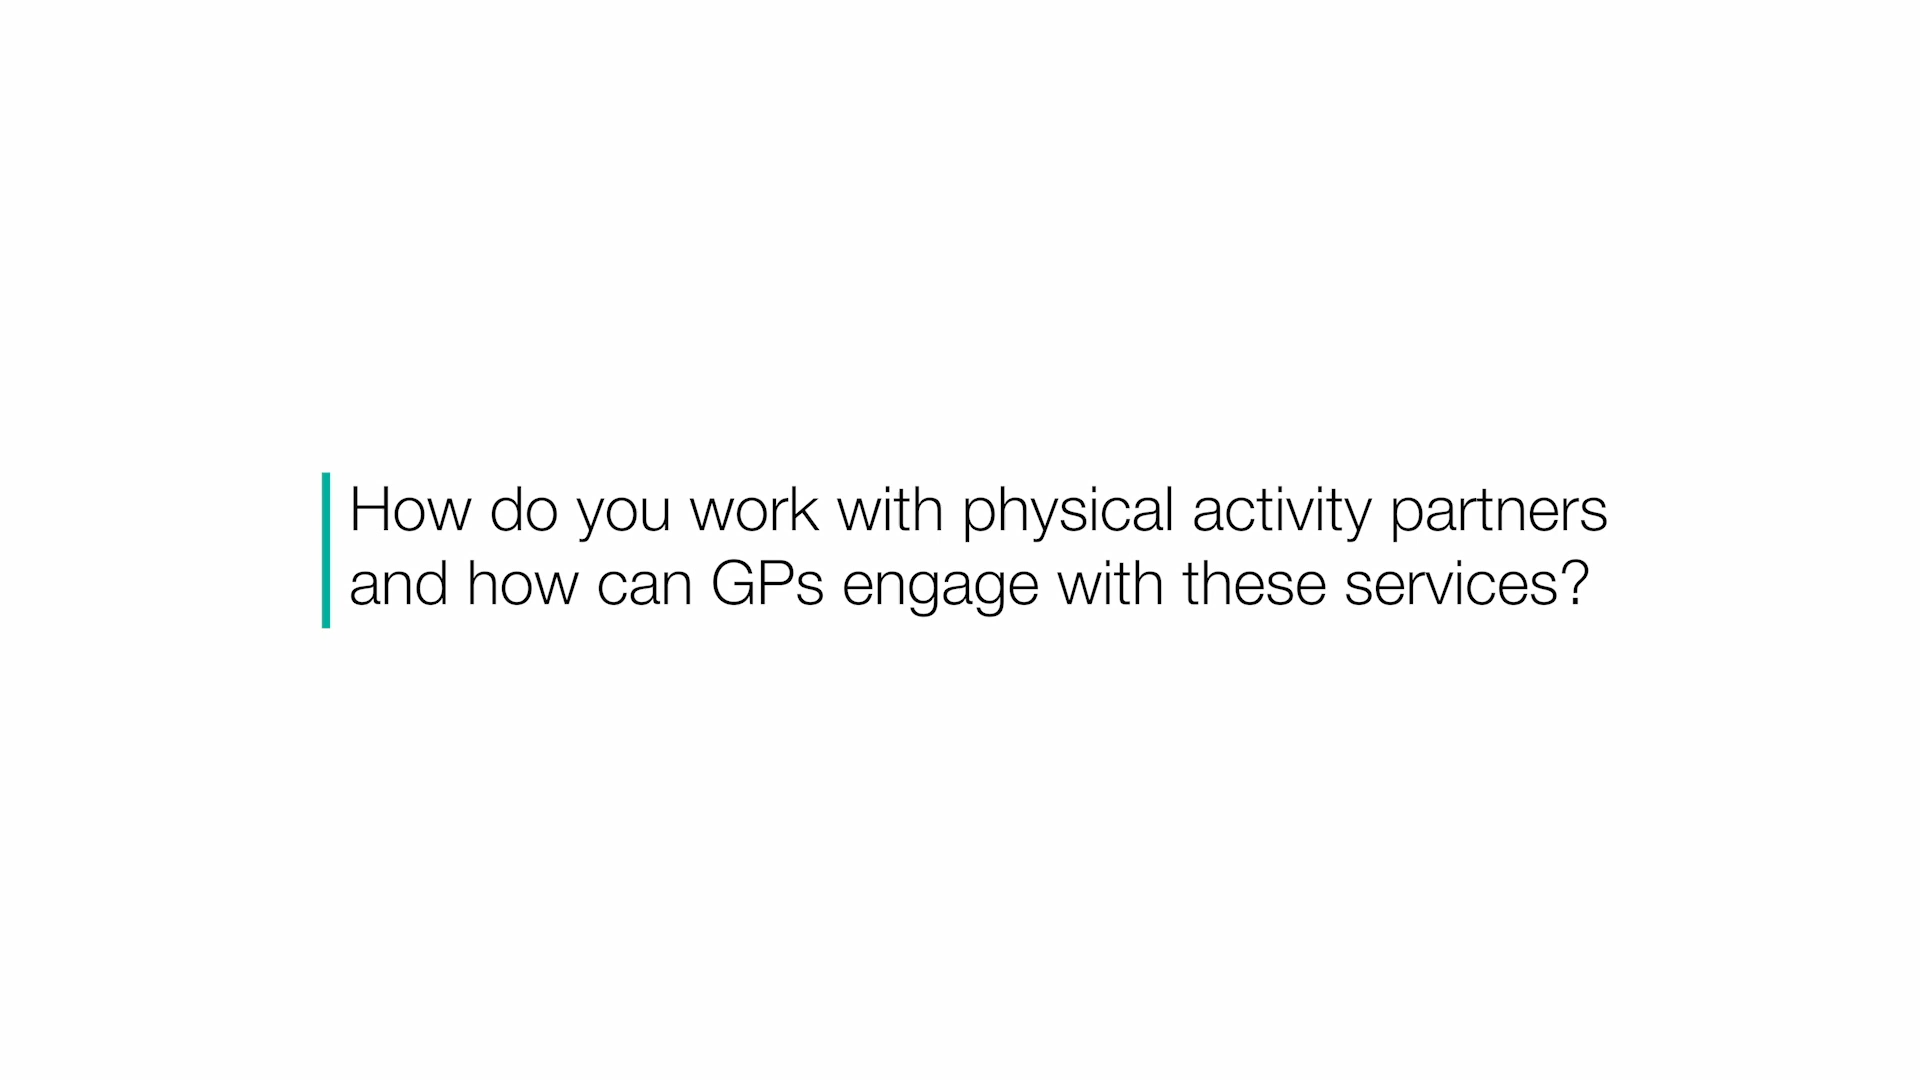 How do you work with physical activity partners
and how can GPs engage with these services?